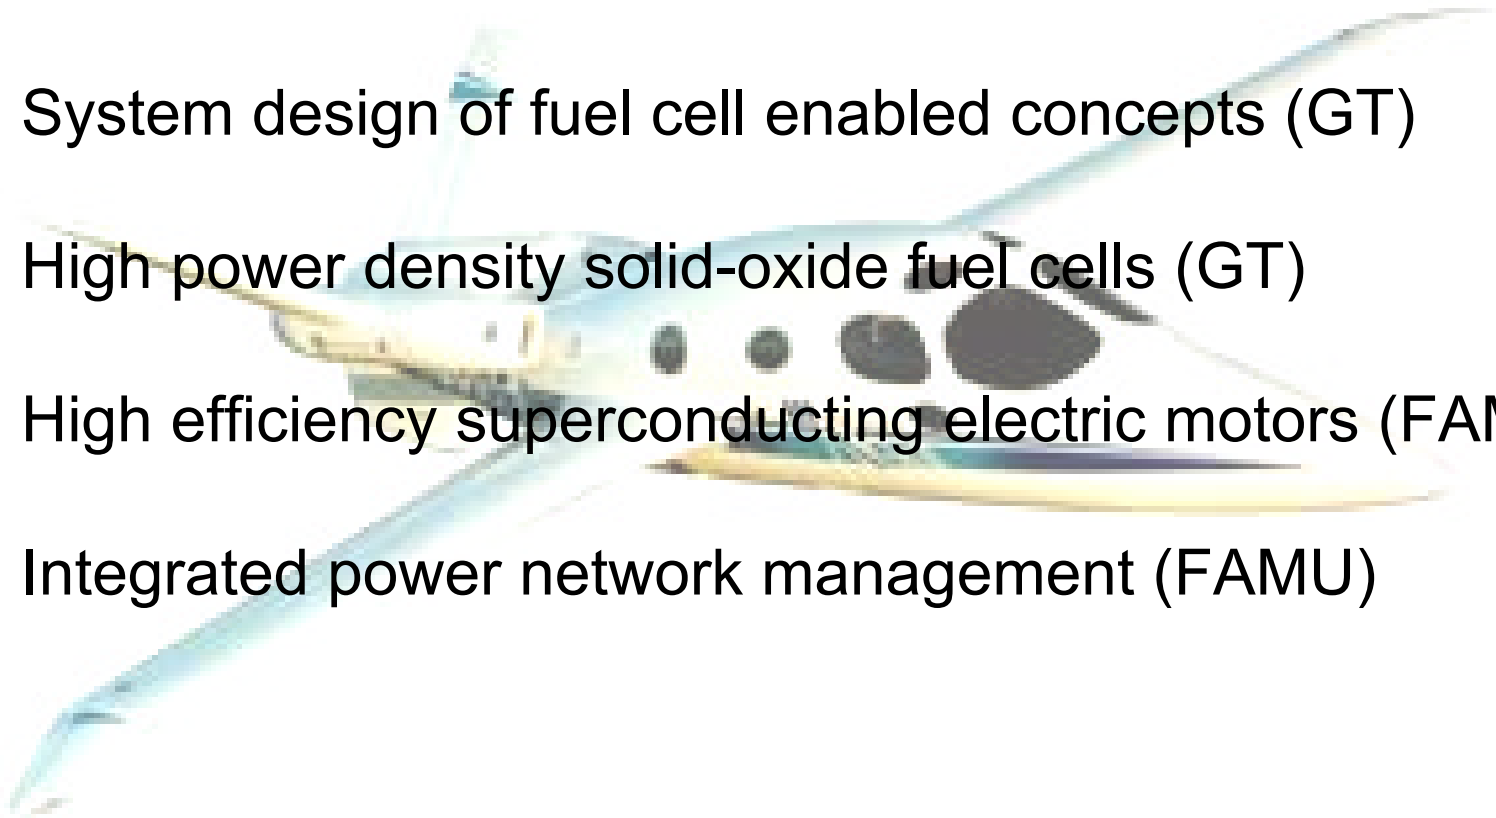 System design of fuel cell enabled concepts (GT)
High power density solid-oxide fuel cells (GT)
High efficiency superconducting electric motors
Integrated power network management (FAMU)